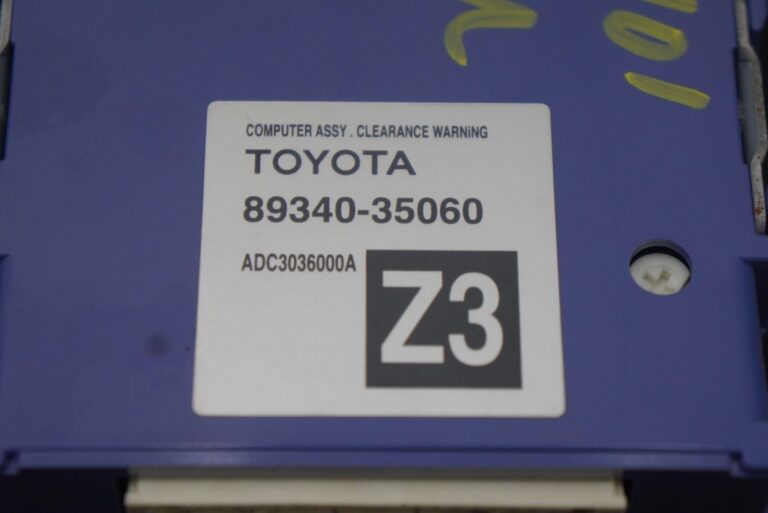 COMPUTER ASSY . CLEARANCE WARNiNG
TOYOTA
89340-35060
ADC3036000A
Z3